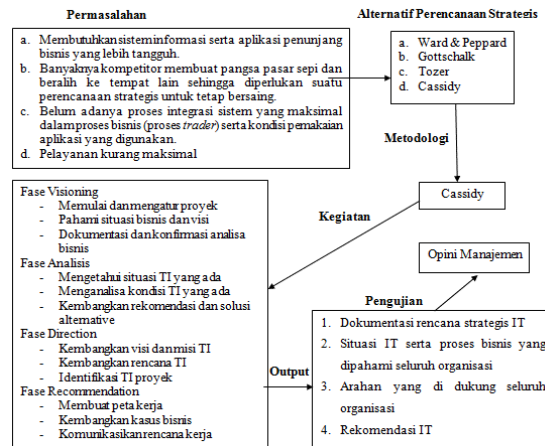 Permasalahan
a. Membutuhkan sistem informasi serta aplikasi penunjang
bisnis yang lebih tangguh.
b. Banyaknya kompetitor membuat pangsa pasar sepi dan
beralih ke tempat lain sehingga diperlukan suatu
perencanaan strategis untuk tetap bersaing.
c. Belum adanya proses integrasi sistem yang maksimal
dalam proses bisnis (proses trader) serta kondisi pemakaian
aplikasi yang digunakan.
d. Pelayanan kurang maksimal
Alternatif Perencanaan Strategis
a. Ward & Peppard
b. Gottschalk
c. Tozer
d. Cassidy
Metodologi
Cassidy
Kegiatan
Fase Visioning
- Memulai dan mengatur proyek
- Pahami situasi bisnis dan visi
- Dokumentasi dan konfirmasi analisa
bisnis
Fase Analysis
- Mengetahui situasi TI yang ada
- Menganalisa kondisi TI yang ada
- Kembangkan rekomendasi dan solusi
alternative
Fase Direction
- Kembangkan visi dan misi TI
- Kembangkan rencana TI
- Identifikasi TI proyek
Fase Recommendation
- Membuat peta kerja
- Kembangkan kasus bisnis
- Komunikasikan rencana kerja
Output
Opini Manajemen
Pengujian
1. Dokumentasi rencana strategis IT
2. Situasi IT serta proses bisnis yang
dipahami seluruh organisasi
3. Arahan yang di dukung seluruh
organisasi
4. Rekomendasi IT